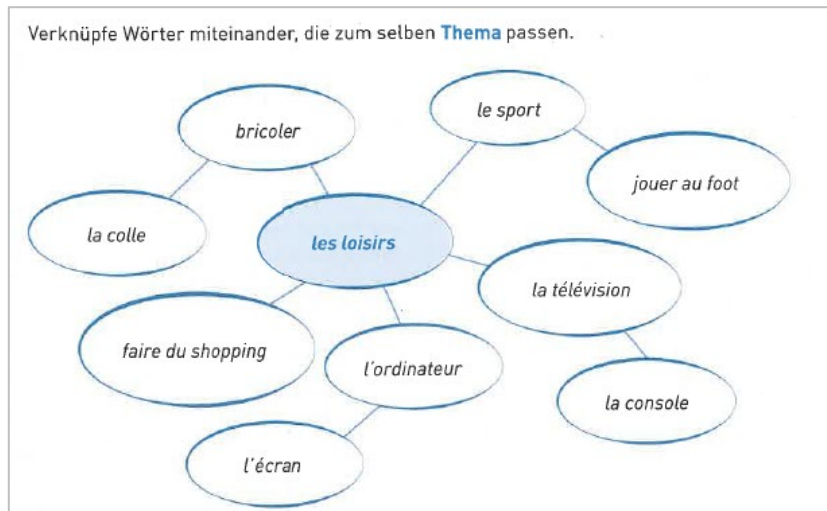 Verknüpfe Wörter miteinander, die zum selben Thema passen.
le sport
bricoler
jouer au foot
la colle
les loisirs
la télévision
faire du shopping
l'ordinateur
la console
l'écran